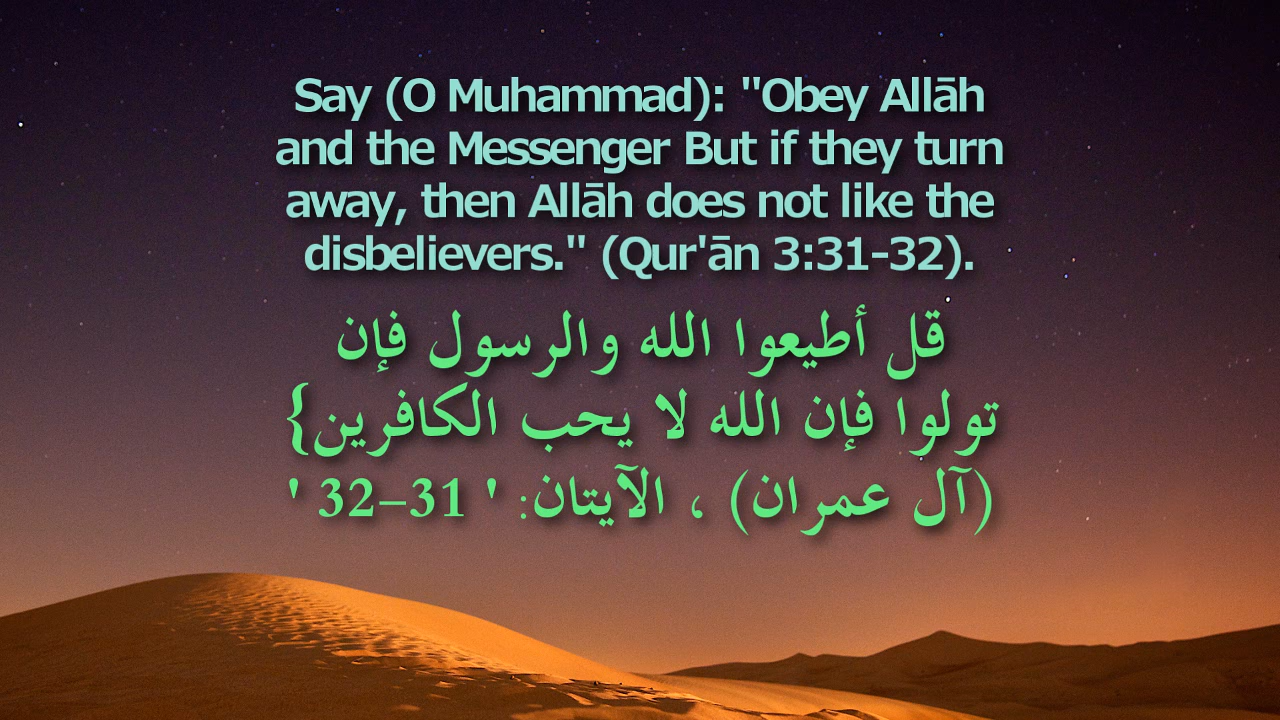 Say (O Muhammad): "Obey Allāh
and the Messenger But if they turn
away, then Allāh does not like the
disbelievers." (Qur'ān 3:31-32).
قل أطيعوا الله والرسول فإن
تولوا فإن الله لا يحب الكافرين}
(آل عمران) ، الآيتان: ' 31-32 '